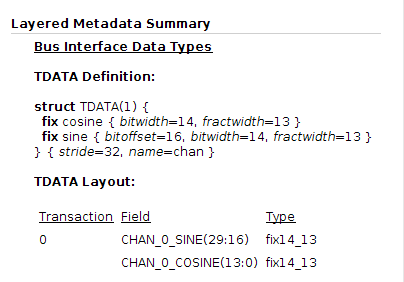 Layered Metadata Summary
Bus Interface Data Types
TDATA Definition:
struct TDATA(1) {
fix cosine { bitwidth=14, fractwidth=13 }
fix sine { bitoffset=16, bitwidth=14, fractwidth=13 }
} { stride=32, name=chan }
TDATA Layout:
Transaction Field Type
0 CHAN_0_SINE(29:16) fix14_13
CHAN_0_COSINE(13:0) fix14_13